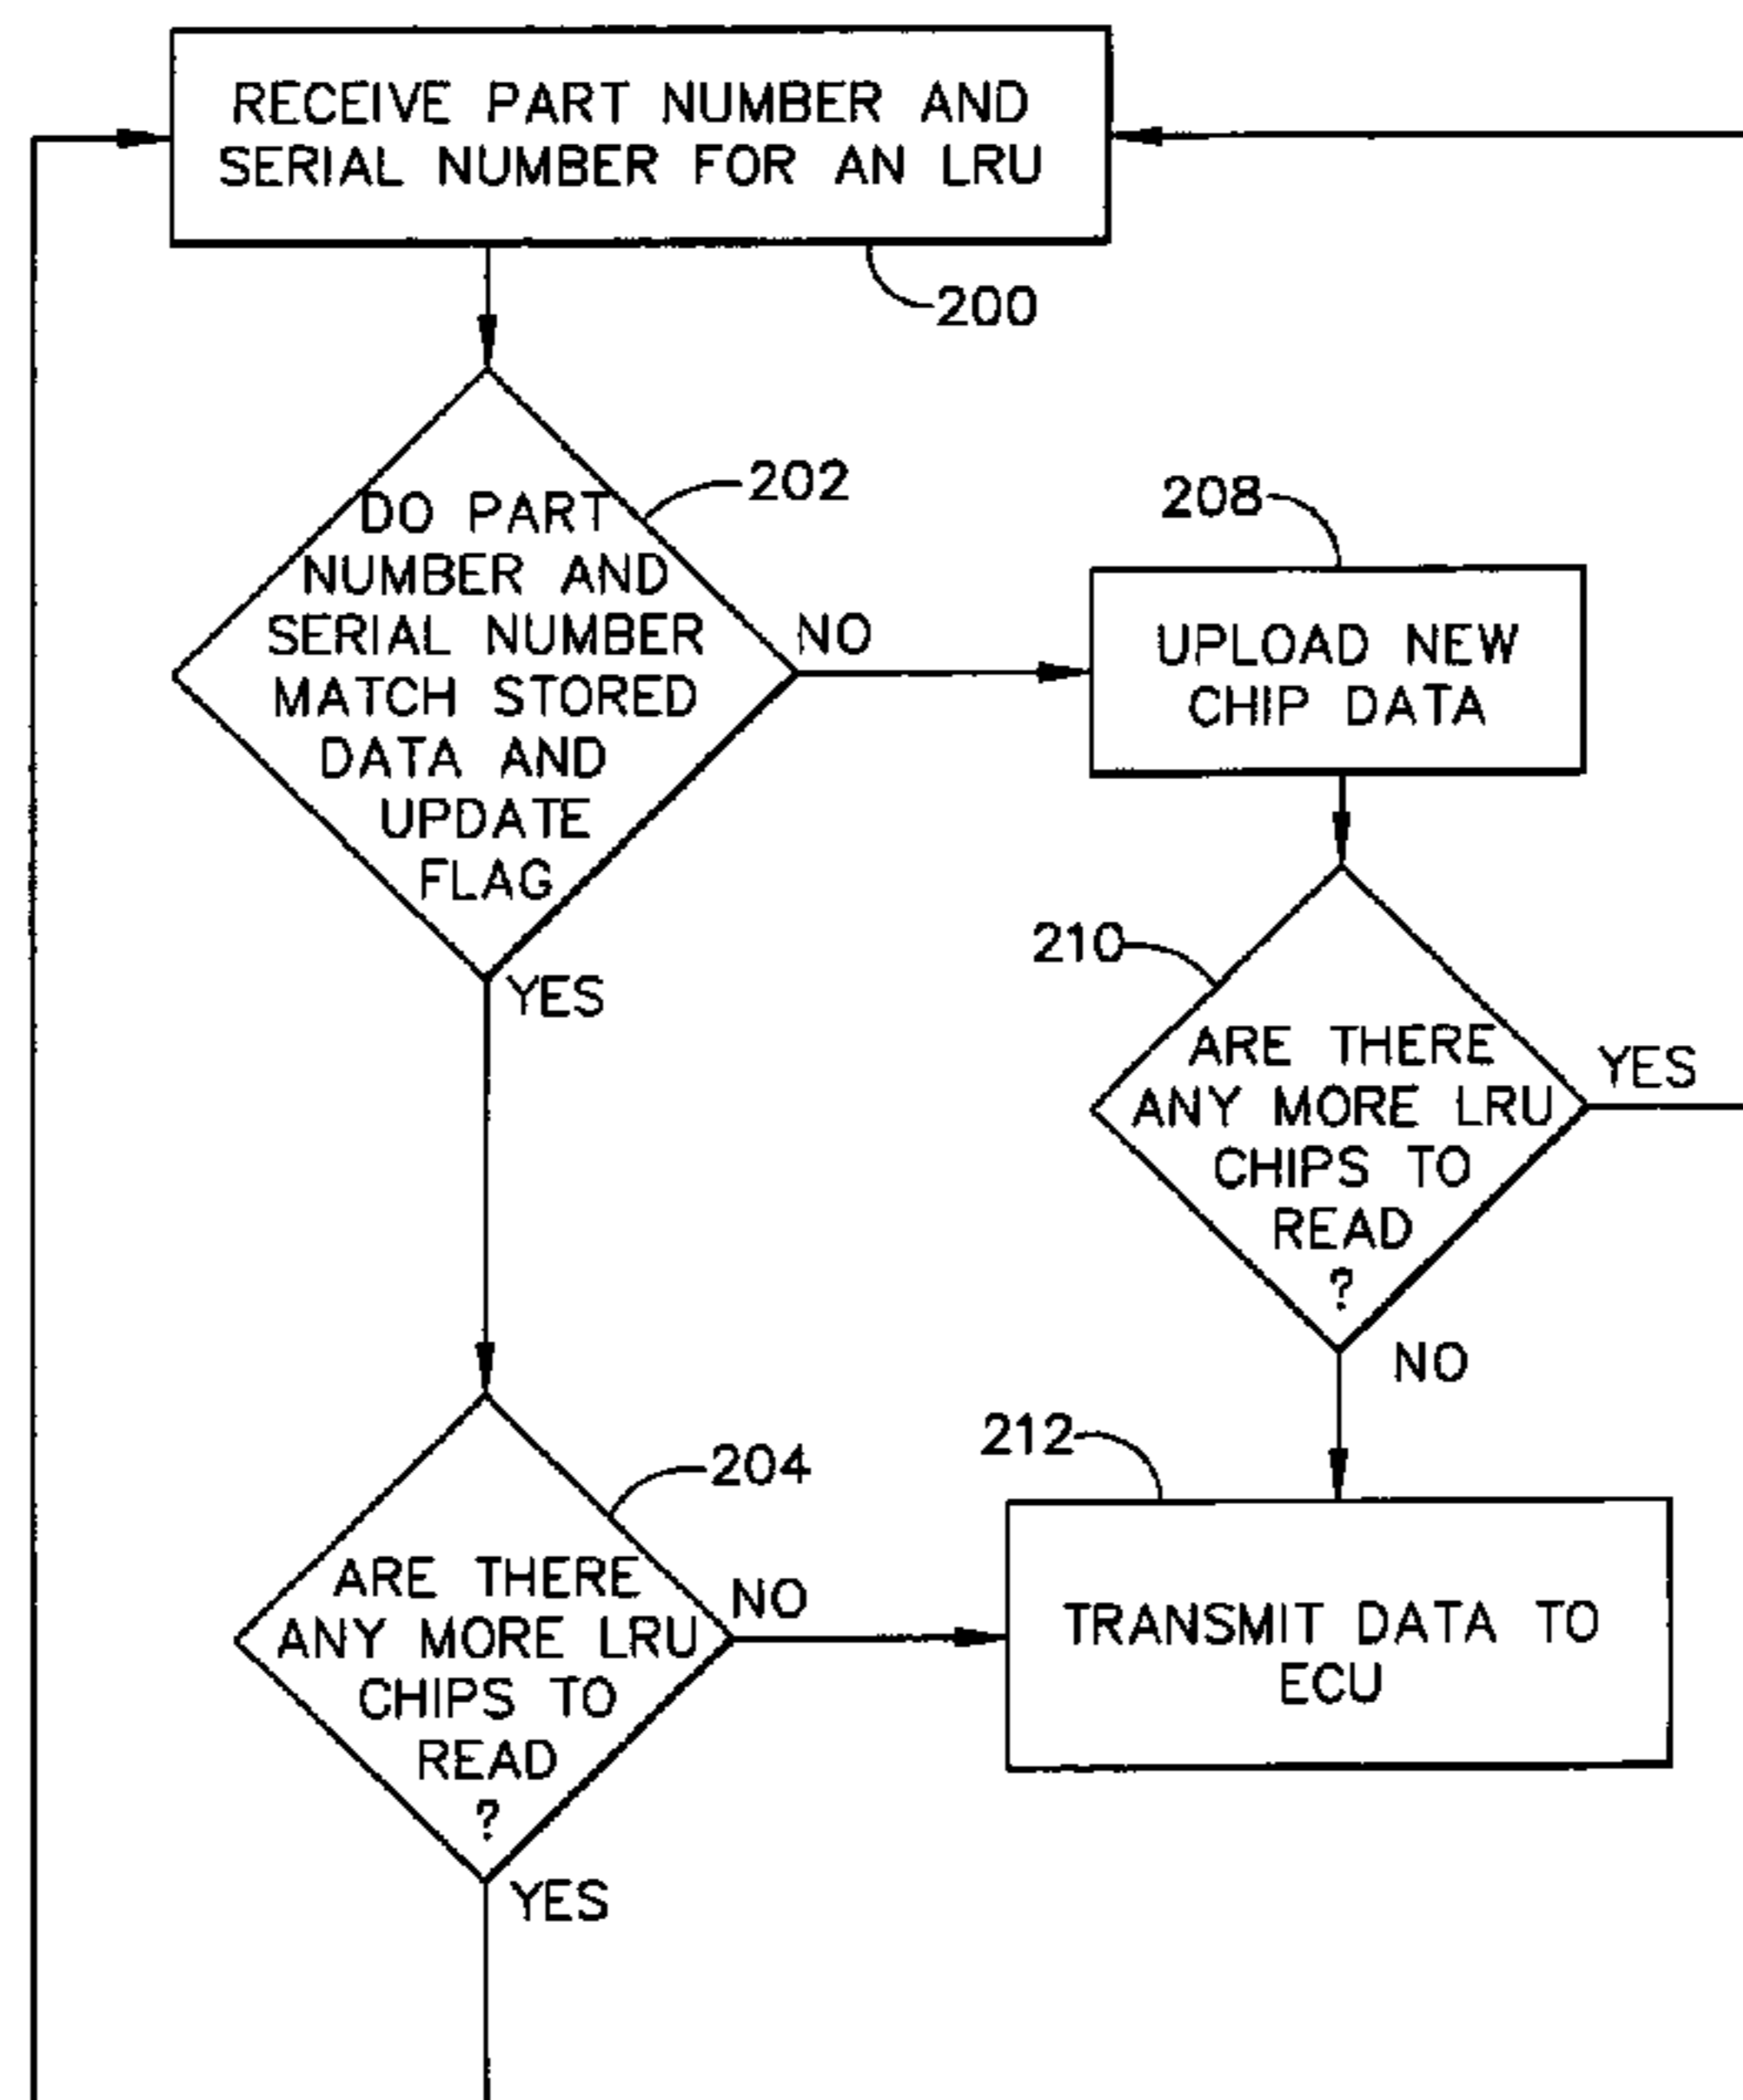 RECEIVE PART NUMBER AND
SERIAL NUMBER FOR AN LRU
200
DO PART
NUMBER AND
SERIAL NUMBER
MATCH STORED
DATA AND
UPDATE
FLAG
202
NO
YES
208
UPLOAD NEW
CHIP DATA
210
ARE THERE
ANY MORE LRU
CHIPS TO
READ
?
YES
NO
204
ARE THERE
ANY MORE LRU
CHIPS TO
READ
?
NO
YES
212
TRANSMIT DATA TO
ECU